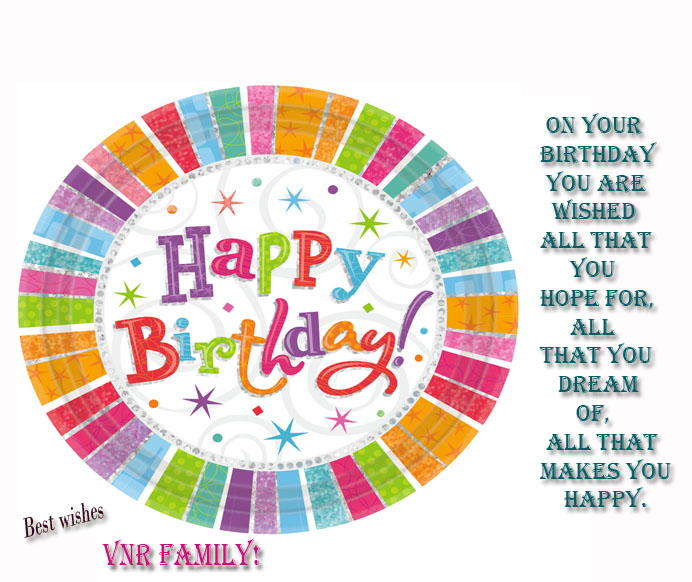 Happy
Birthday!
ON YOUR
BIRTHDAY
YOU ARE
WISHED
ALL THAT
YOU
HOPE FOR,
ALL
THAT YOU
DREAM
OF,
ALL THAT
MAKES YOU
HAPPY.
Best wishes
VNR FAMILY!